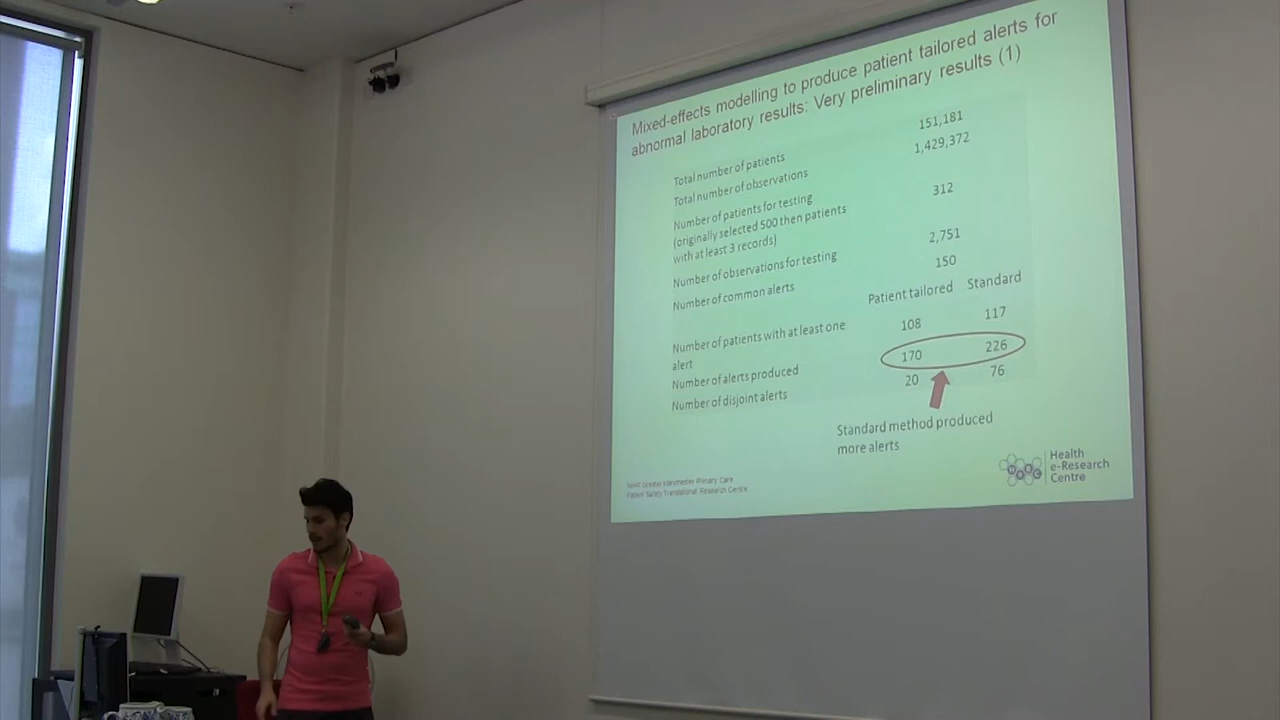 Mixed-effects modelling to produce patient tailored alerts for
abnormal laboratory results: Very preliminary results (1)
Total number of patients 151,181
Total number of observations 1,429,372
Number of patients for testing 312
(originally selected 500 then patients
with at least 3 records)
Number of observations for testing 2,751
Number of common alerts 150
Patient tailored Standard
Number of patients with at least one 108 117
alert
Number of alerts produced 170 226
Number of disjoint alerts 20 76
Standard method produced
more alerts
NIHR Greater Manchester Primary Care
Patient Safety Translational Research Centre
Health
e-Research
Centre